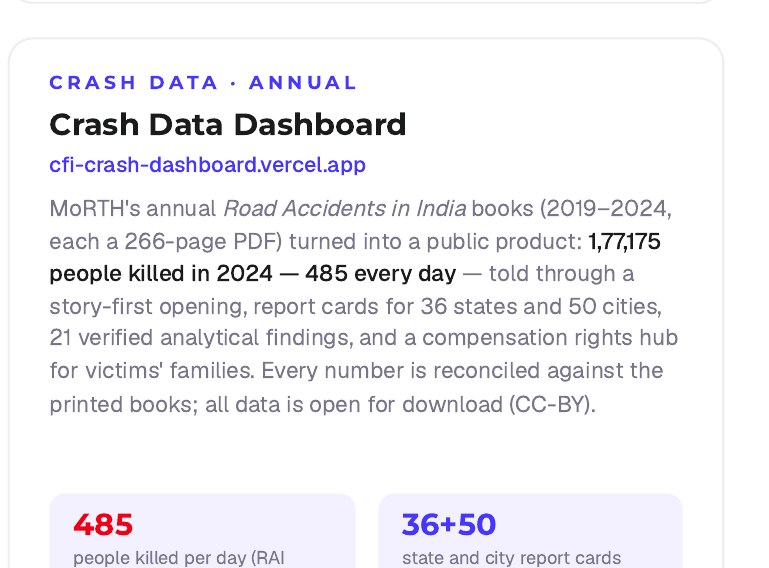 CRASH DATA · ANNUAL
Crash Data Dashboard
cfi-crash-dashboard.vercel.app
MoRTH's annual Road Accidents in India books (2019–2024,
each a 266-page PDF) turned into a public product: 1,77,175
people killed in 2024 — 485 every day — told through a
story-first opening, report cards for 36 states and 50 cities,
21 verified analytical findings, and a compensation rights hub
for victims' families. Every number is reconciled against the
printed books; all data is open for download (CC-BY).
485
people killed per day (RAI
36+50
state and city report cards